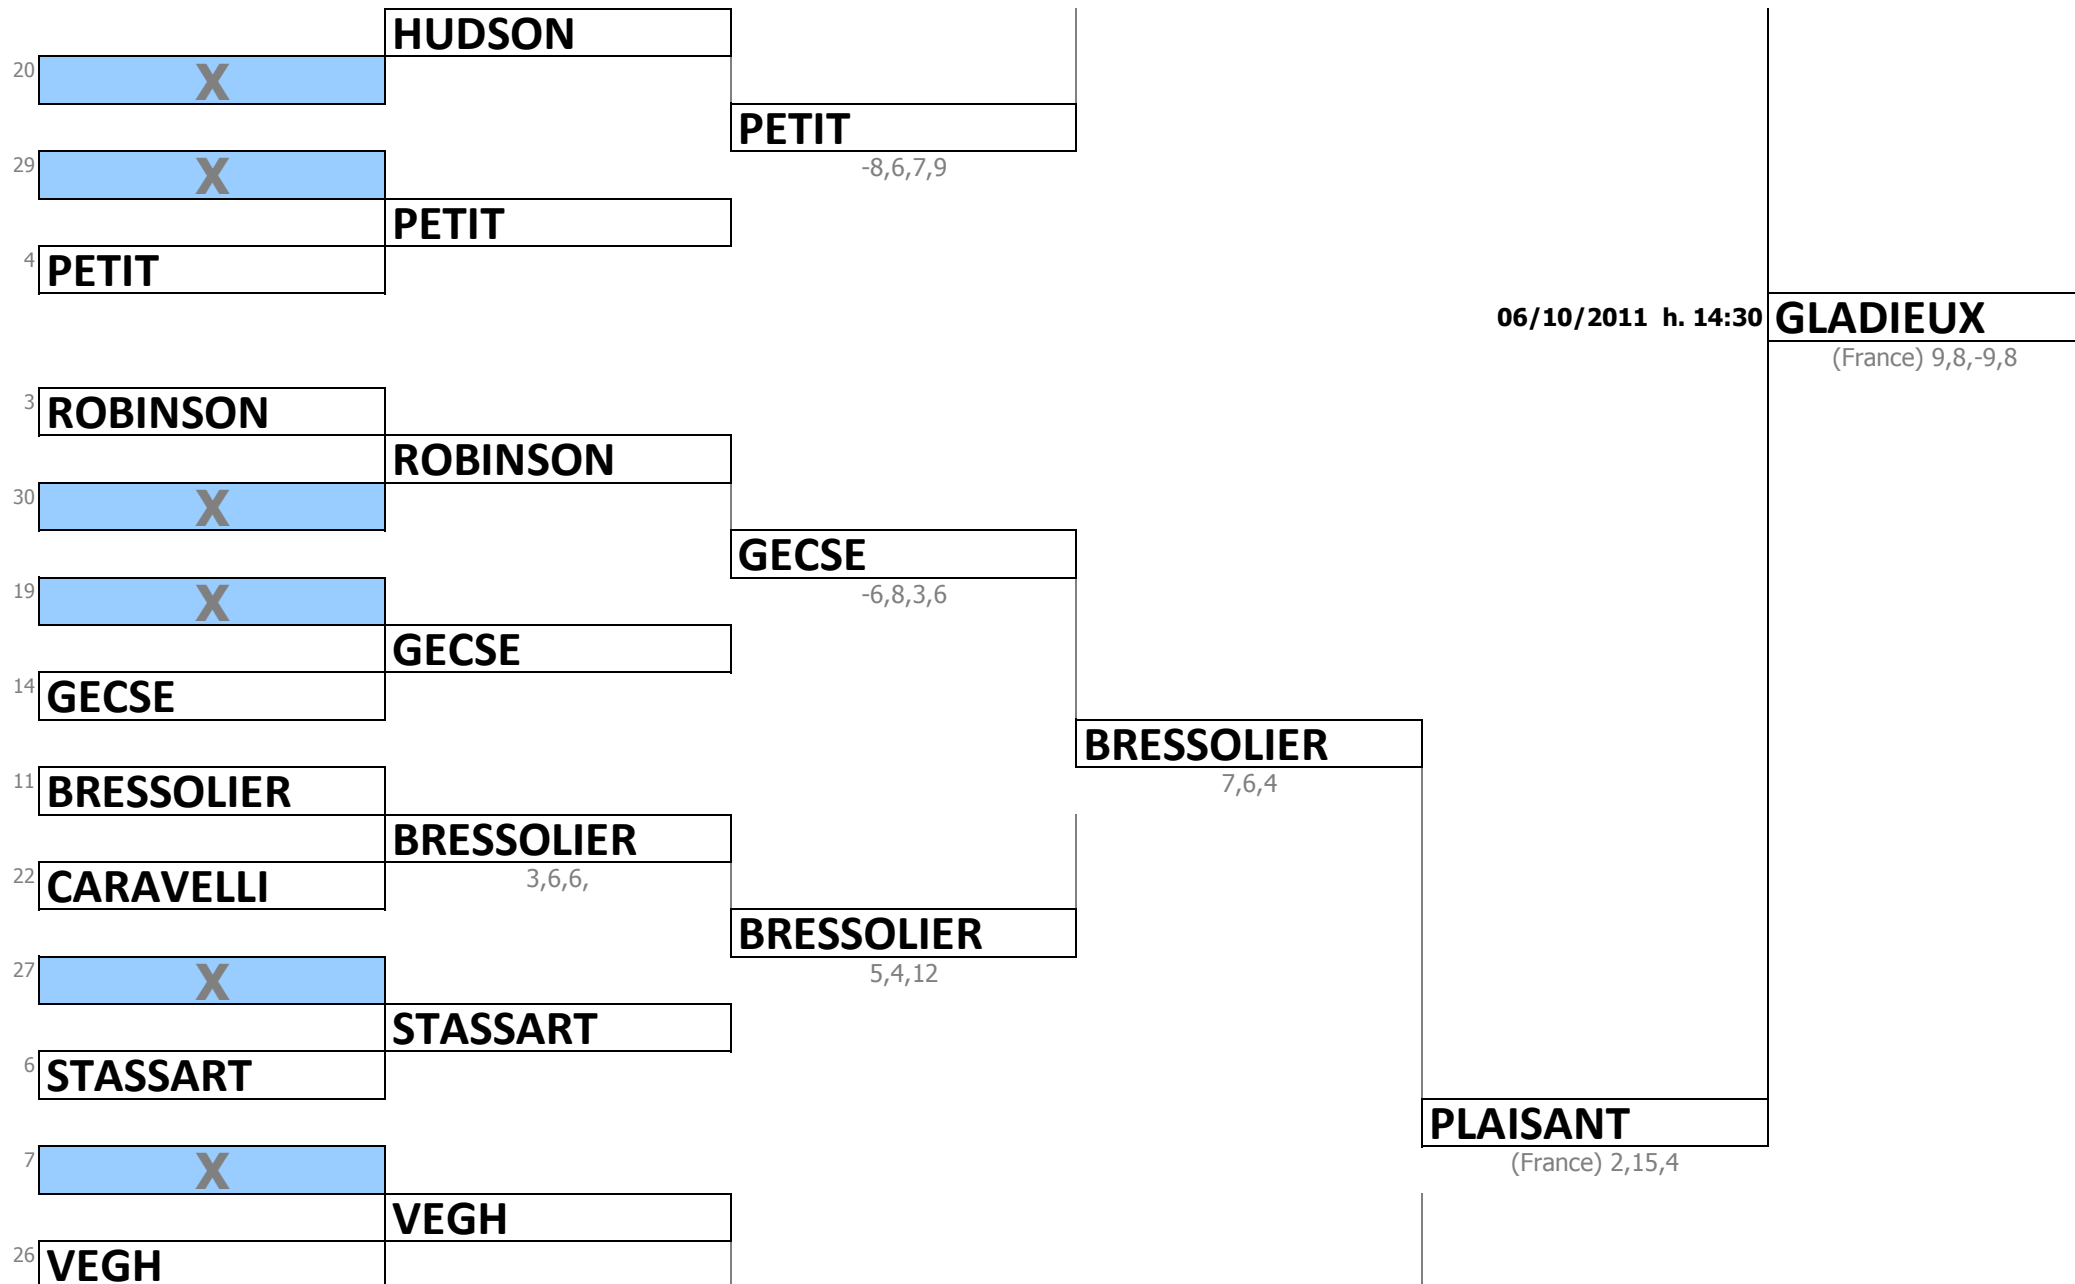 HUDSON
20
X
PETIT
-8,6,7,9
29
X
PETIT
4
PETIT
06/10/2011 h. 14:30
GLADIEUX
(France) 9,8,-9,8
3
ROBINSON
ROBINSON
30
X
GECSE
-6,8,3,6
19
X
GECSE
14
GECSE
BRESSOLIER
7,6,4
11
BRESSOLIER
BRESSOLIER
3,6,6,
22
CARAVELLI
BRESSOLIER
5,4,12
27
X
STASSART
6
STASSART
PLAISANT
(France) 2,15,4
7
X
VEGH
26
VEGH